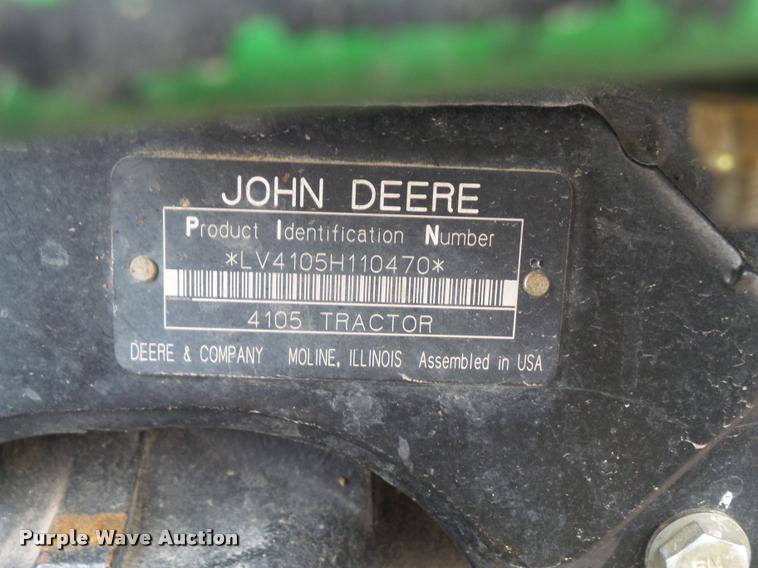 JOHN DEERE
Product Identification Number
*LV4105H110470*
4105 TRACTOR
DEERE & COMPANY MOLINE, ILLINOIS Assembled in USA
Purple Wave Auction